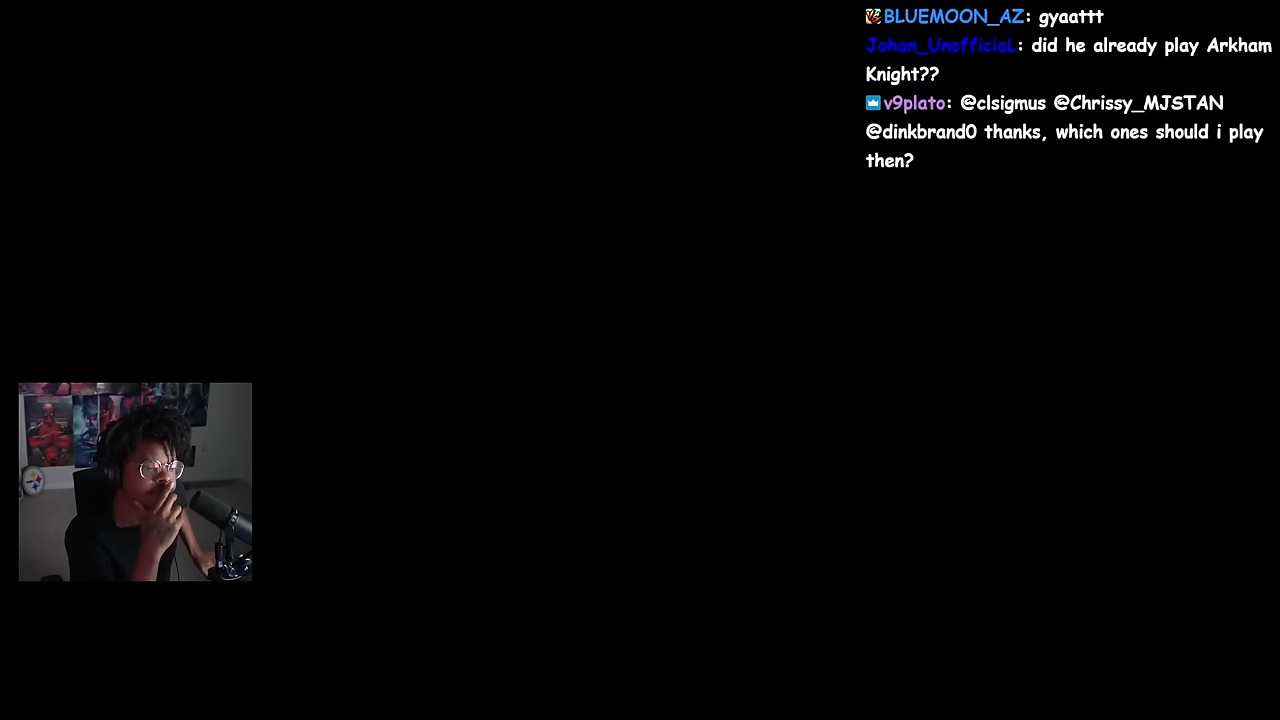 BLUEMOON_AZ: gyaattt
Johan_UnofficiaL: did he already play Arkham
Knight??
v9plato: @clsigmus @Chrissy_MJSTAN
@dinkbrand0 thanks, which ones should i play
then?